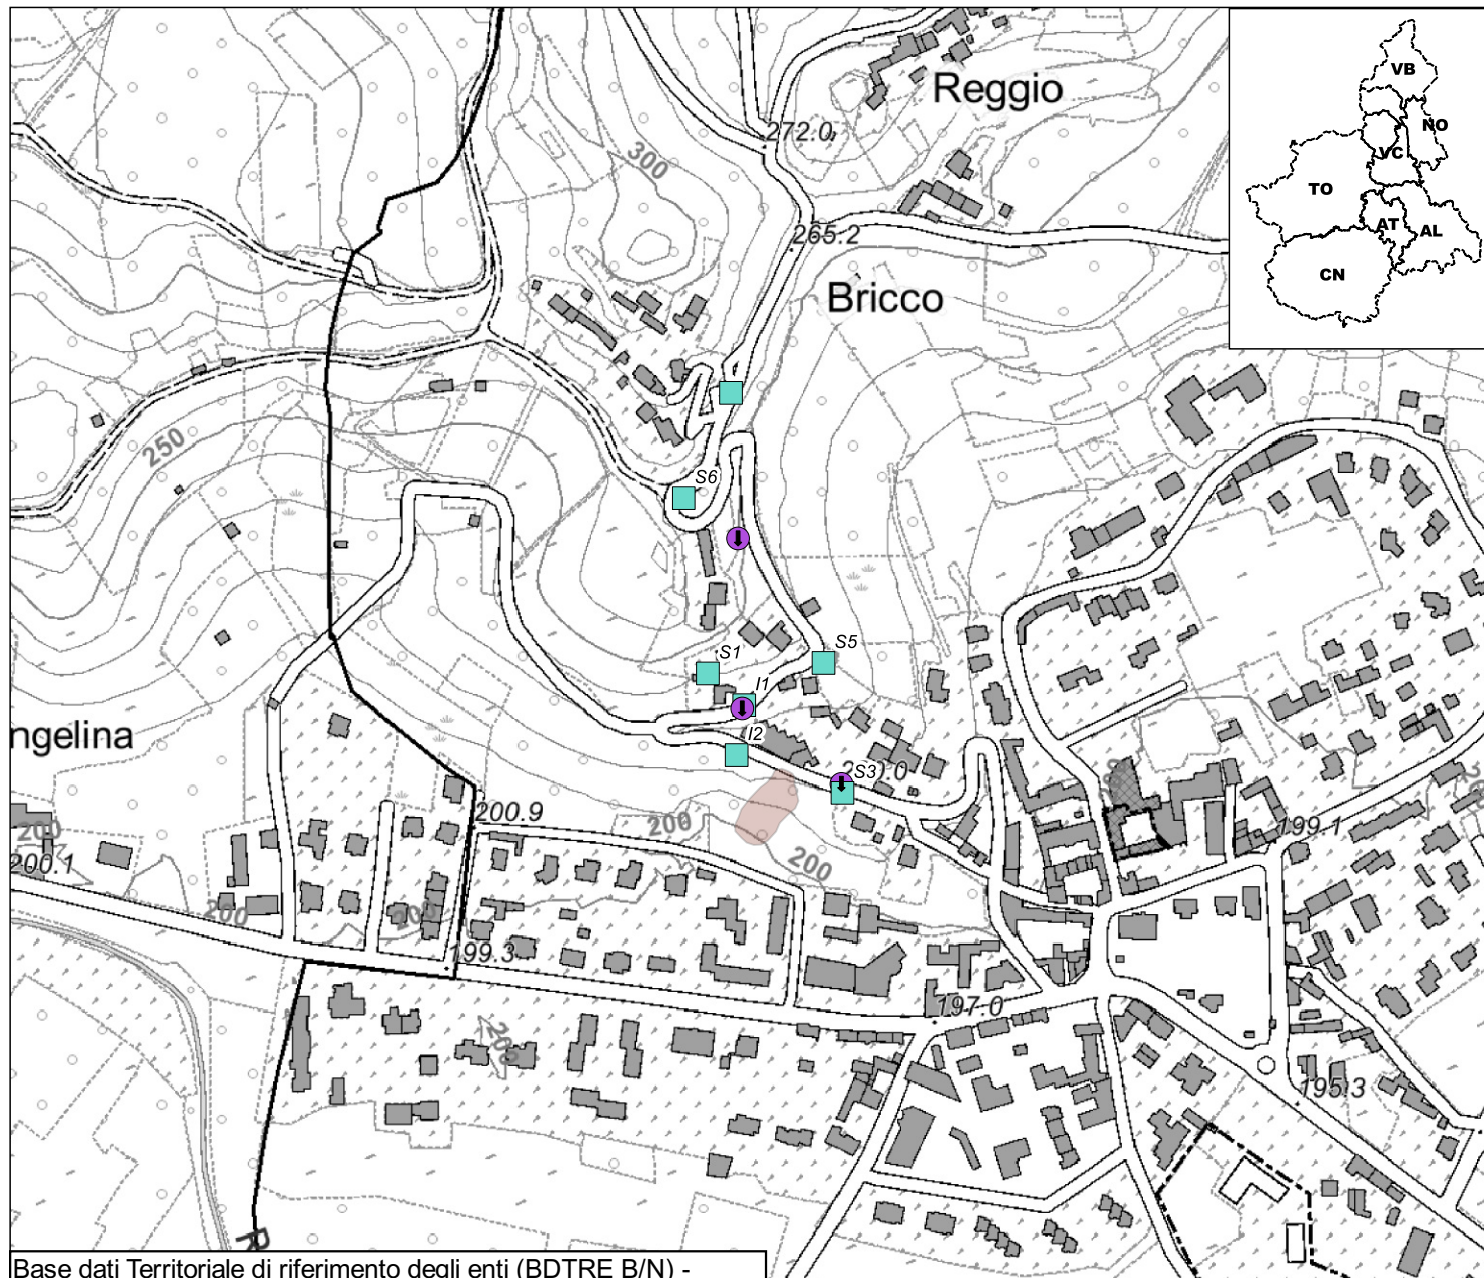 Reggio
VB
NO
VC
TO
AT
AL
CN
272.0
300
265.2
Bricco
250
S6
S1
S5
I1
I2
S3
ngelina
200.9
200
200
200
200.1
200
200
199.1
199.3
197.0
200
195.3
R
Base dati Territoriale di riferimento degli enti (BDTRE B/N) -